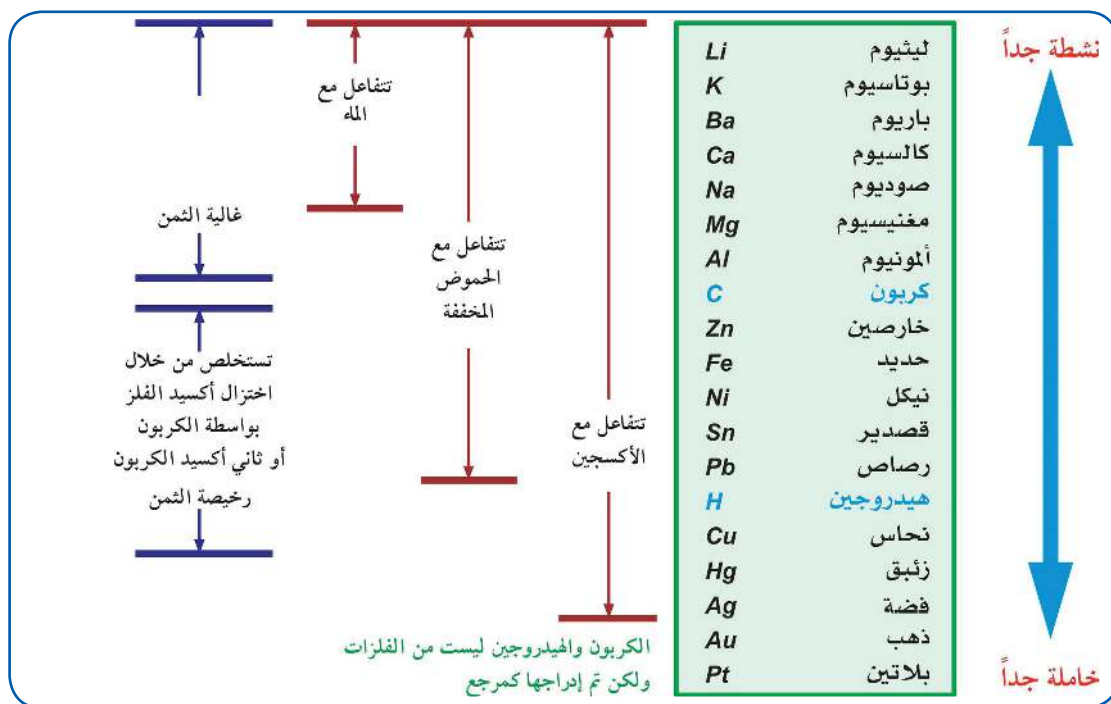 نشطة جداً
خاملة جداً
ليثيوم Li
بوتاسيوم K
باريوم Ba
كالسيوم Ca
صوديوم Na
مغنيسيوم Mg
ألمونيوم Al
كربون C
خارصين Zn
حديد Fe
نيكل Ni
قصدير Sn
رصاص Pb
هيدروجين H
نحاس Cu
زئبق Hg
فضة Ag
ذهب Au
بلاتين Pt
تتفاعل مع
الأكسجين
تتفاعل مع
الحموض
المخففة
تتفاعل مع
الماء
غالية الثمن
تستخلص من خلال
اختزال أكسيد الفلز
بواسطة الكربون
أو ثاني أكسيد الكربون
رخيصة الثمن
الكربون والهيدروجين ليست من الفلزات
ولكن تم إدراجها كمرجع